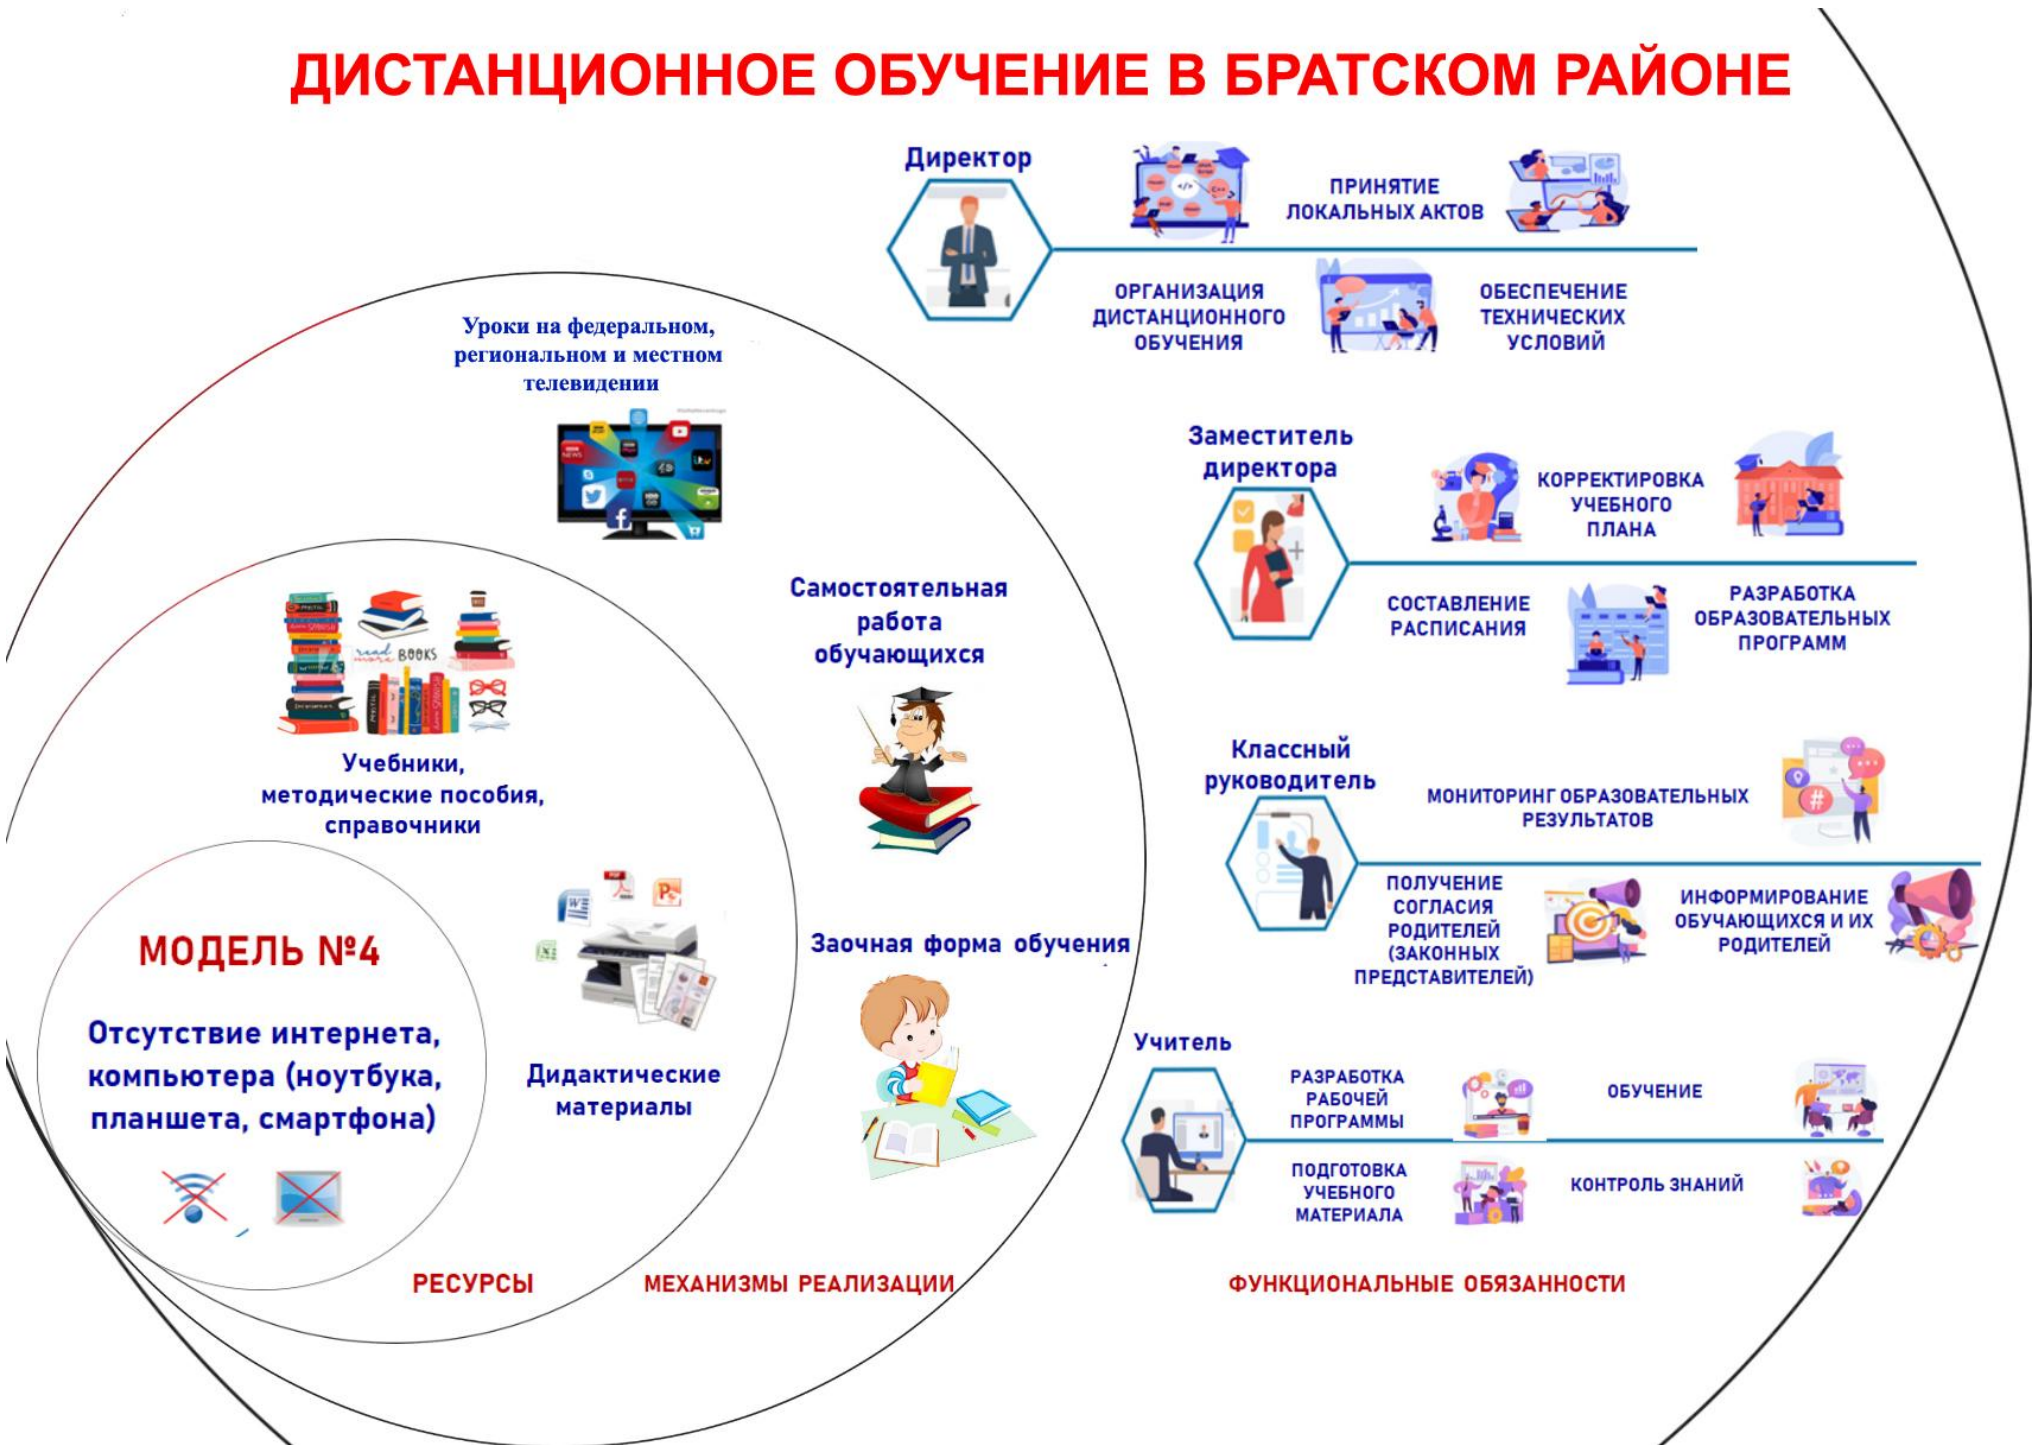 ДИСТАНЦИОННОЕ ОБУЧЕНИЕ В БРАТСКОМ РАЙОНЕ
Директор
ПРИНЯТИЕ
ЛОКАЛЬНЫХ АКТОВ
ОРГАНИЗАЦИЯ
ДИСТАНЦИОННОГО
ОБУЧЕНИЯ
ОБЕСПЕЧЕНИЕ
ТЕХНИЧЕСКИХ
УСЛОВИЙ
Уроки на федеральном,
региональном и местном
телевидении
Заместитель
директора
КОРРЕКТИРОВКА
УЧЕБНОГО
ПЛАНА
СОСТАВЛЕНИЕ
РАСПИСАНИЯ
РАЗРАБОТКА
ОБРАЗОВАТЕЛЬНЫХ
ПРОГРАММ
Самостоятельная
работа
обучающихся
read
more BOOKS
Учебники,
методические пособия,
справочники
Классный
руководитель
МОНИТОРИНГ ОБРАЗОВАТЕЛЬНЫХ
РЕЗУЛЬТАТОВ
ПОЛУЧЕНИЕ
СОГЛАСИЯ
РОДИТЕЛЕЙ
(ЗАКОННЫХ
ПРЕДСТАВИТЕЛЕЙ)
ИНФОРМИРОВАНИЕ
ОБУЧАЮЩИХСЯ И ИХ
РОДИТЕЛЕЙ
МОДЕЛЬ №4
Отсутствие интернета,
компьютера (ноутбука,
планшета, смартфона)
Дидактические
материалы
Заочная форма обучения
Учитель
РАЗРАБОТКА
РАБОЧЕЙ
ПРОГРАММЫ
ОБУЧЕНИЕ
ПОДГОТОВКА
УЧЕБНОГО
МАТЕРИАЛА
КОНТРОЛЬ ЗНАНИЙ
РЕСУРСЫ
МЕХАНИЗМЫ РЕАЛИЗАЦИИ
ФУНКЦИОНАЛЬНЫЕ ОБЯЗАННОСТИ